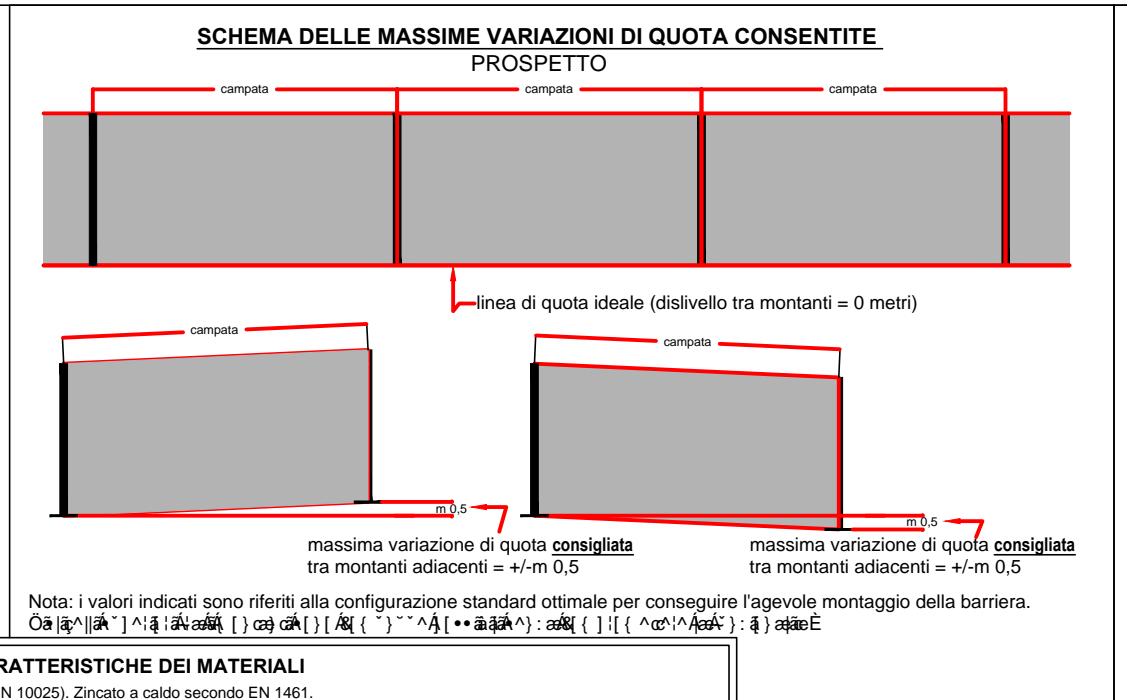 SCHEMA DELLE MASSIME VARIAZIONI DI QUOTA CONSENTITE
PROSPETTO
campata campata campata
linea di quota ideale (dislivello tra montanti = 0 metri)
campata campata
m 0,5 m 0,5
massima variazione di quota consigliata
tra montanti adiacenti = +/-m 0,5
massima variazione di quota consigliata
tra montanti adiacenti = +/-m 0,5
Nota: i valori indicati sono riferiti alla configurazione standard ottimale per conseguire l'agevole montaggio della barriera.
RATTERISTICHE DEI MATERIALI
N 10025). Zincato a caldo secondo EN 1461.